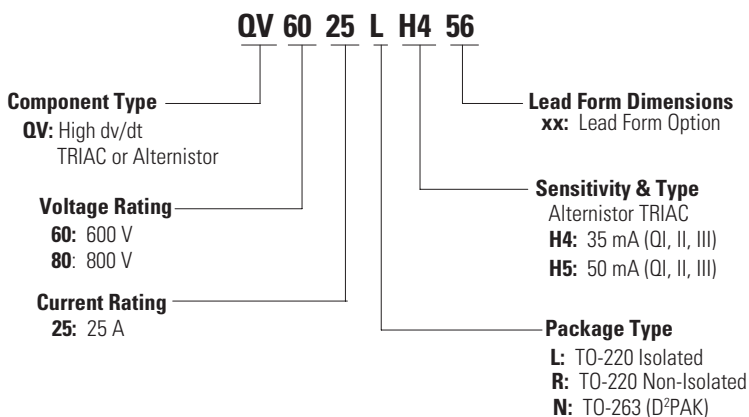 QV 60 25 L H4 56
Component Type
QV: High dv/dt
TRIAC or Alternistor
Voltage Rating
60: 600 V
80: 800 V
Current Rating
25: 25 A
Lead Form Dimensions
xx: Lead Form Option
Sensitivity & Type
Alternistor TRIAC
H4: 35 mA (QI, II, III)
H5: 50 mA (QI, II, III)
Package Type
L: TO-220 Isolated
R: TO-220 Non-Isolated
N: TO-263 (D²PAK)